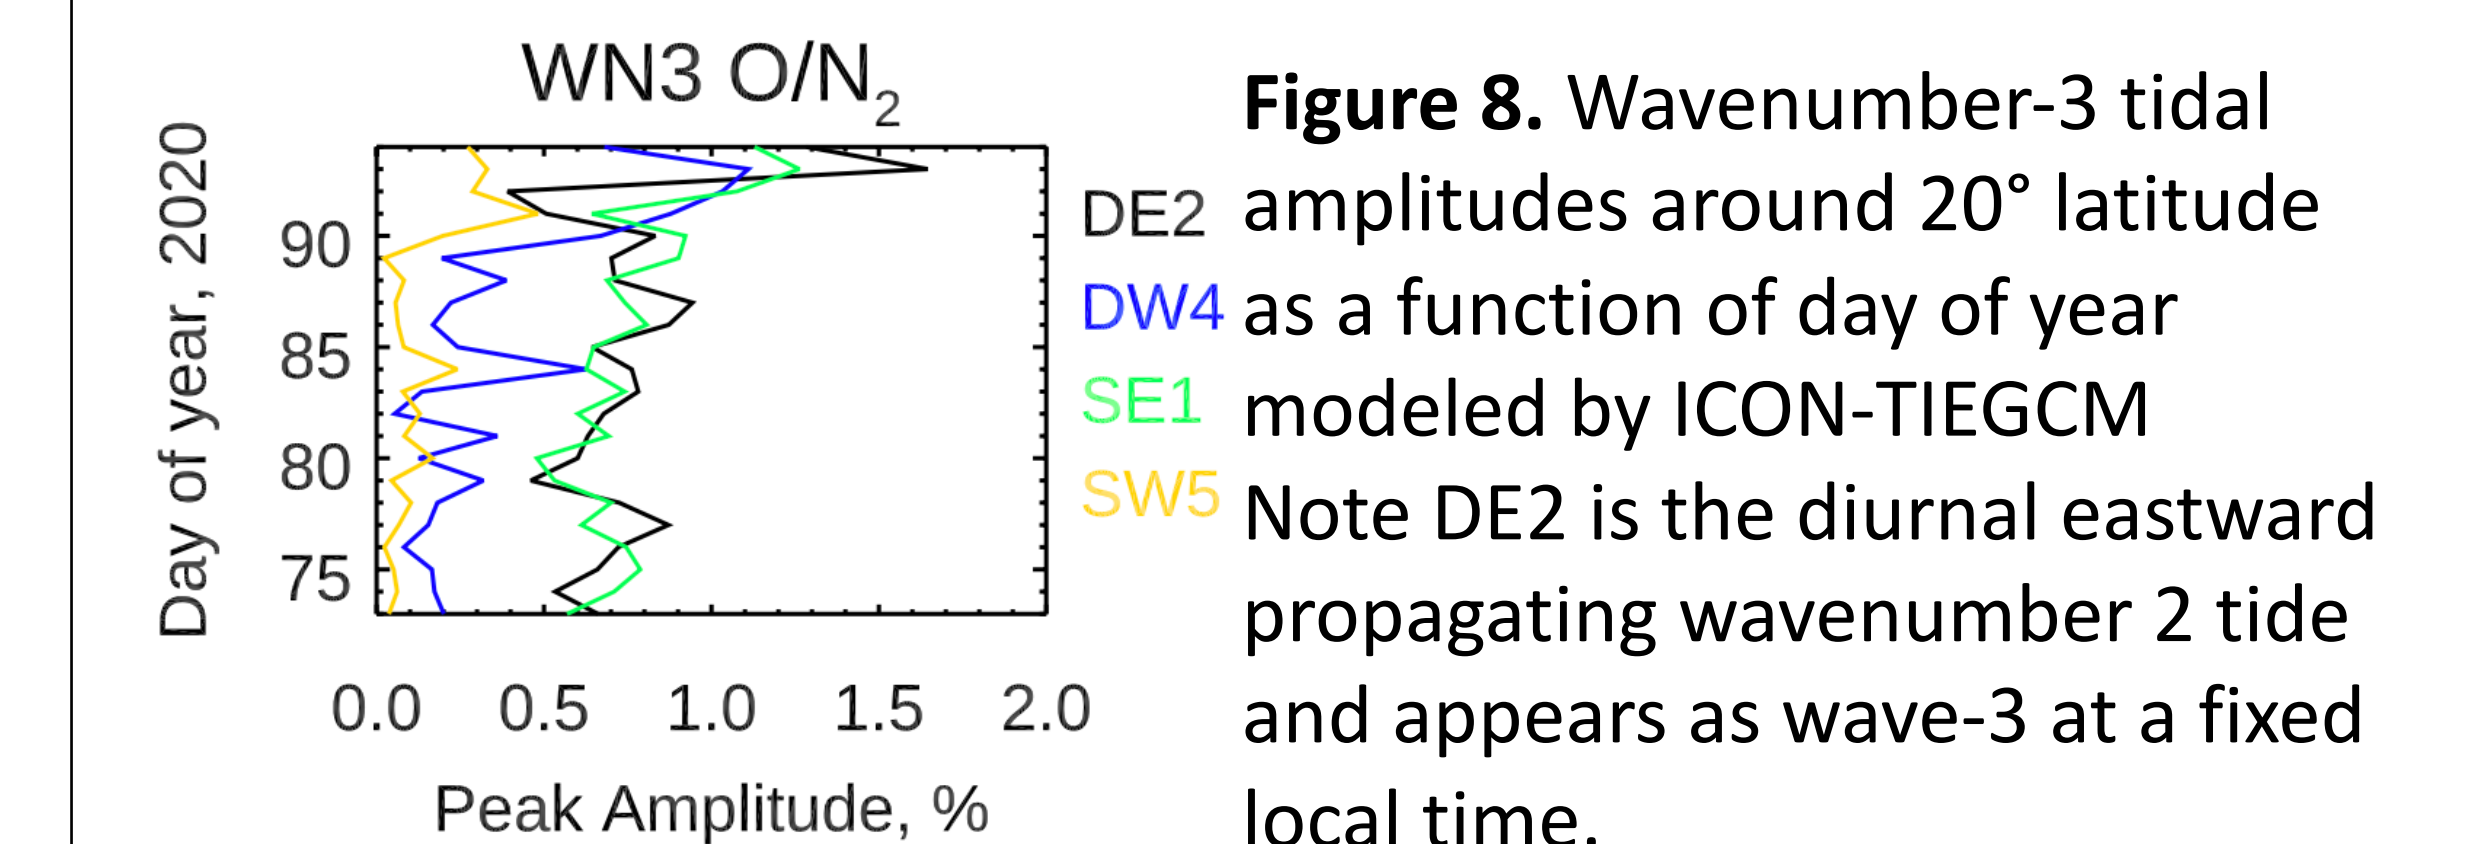 WN3 O/N₂
Day of year, 2020
90
85
80
75
0.0 0.5 1.0 1.5 2.0
Peak Amplitude, %
DE2
DW4
SE1
SW5
Figure 8. Wavenumber-3 tidal
amplitudes around 20° latitude
as a function of day of year
modeled by ICON-TIEGCM
Note DE2 is the diurnal eastward
propagating wavenumber 2 tide
and appears as wave-3 at a fixed
local time.